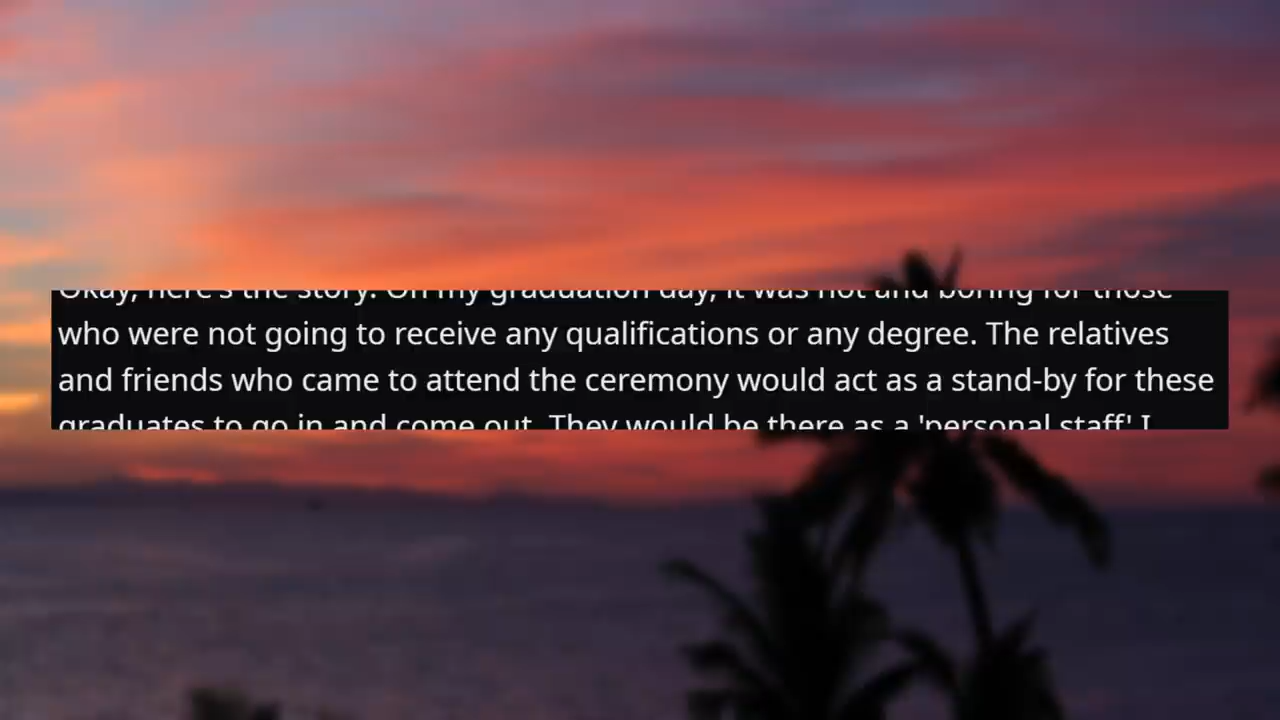 Okay, here's the story. On my graduation day, it was hot and boring for those
who were not going to receive any qualifications or any degree. The relatives
and friends who came to attend the ceremony would act as a stand-by for these
graduates to go in and come out. They would be there as a 'personal staff' I